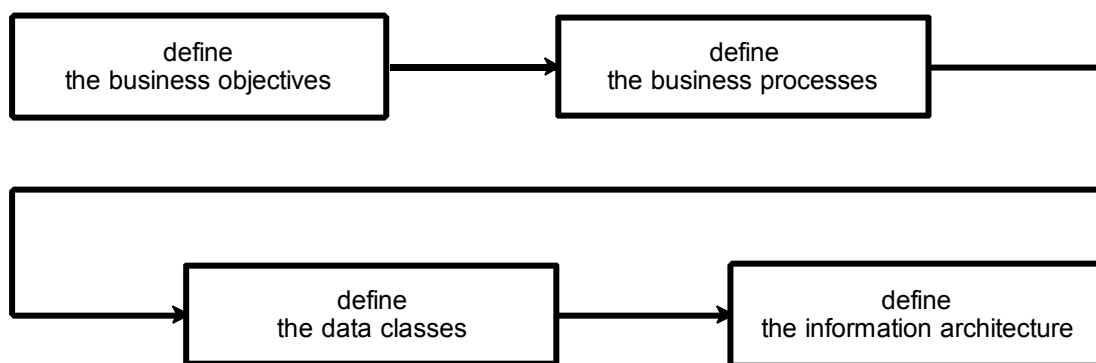 define
the business objectives
define
the business processes
define
the data classes
define
the information architecture